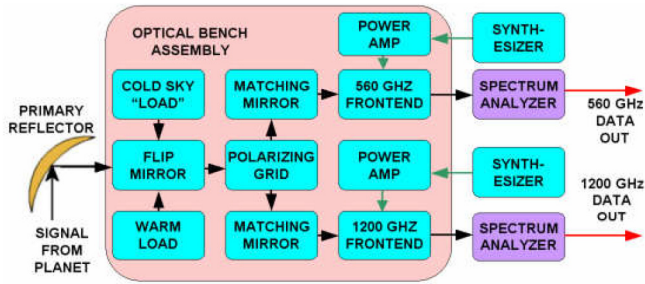 OPTICAL BENCH
ASSEMBLY
POWER
AMP
SYNTH-
ESIZER
COLD SKY
“LOAD”
MATCHING
MIRROR
560 GHZ
FRONTEND
SPECTRUM
ANALYZER
560 GHz
DATA
OUT
PRIMARY
REFLECTOR
FLIP
MIRROR
POLARIZING
GRID
POWER
AMP
SYNTH-
ESIZER
1200 GHz
DATA
OUT
WARM
LOAD
MATCHING
MIRROR
1200 GHZ
FRONTEND
SPECTRUM
ANALYZER
SIGNAL
FROM
PLANET